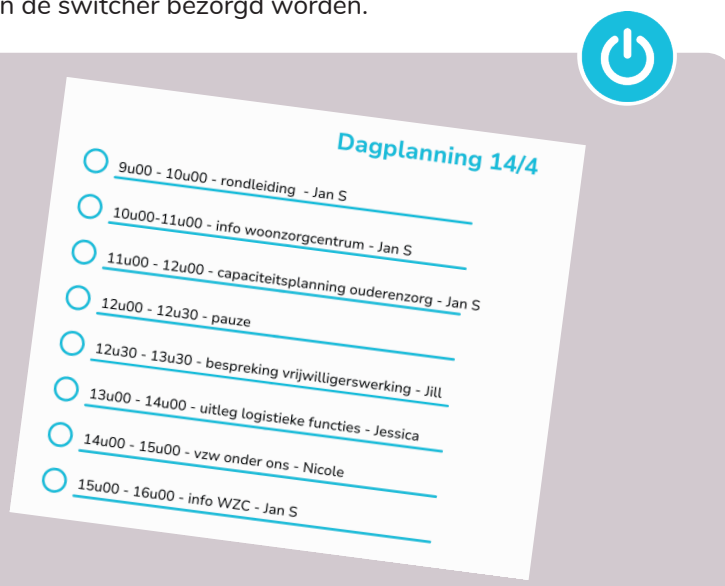 n de switcher bezorgd worden.
Dagplanning 14/4
9u00 - 10u00 - rondleiding - Jan S
10u00-11u00 - info woonzorgcentrum - Jan S
11u00 - 12u00 - capaciteitsplanning ouderenzorg - Jan S
12u00 - 12u30 - pauze
12u30 - 13u30 - bespreking vrijwilligerswerking - Jill
13u00 - 14u00 - uitleg logistieke functies - Jessica
14u00 - 15u00 - vzw onder ons - Nicole
15u00 - 16u00 - info WZC - Jan S